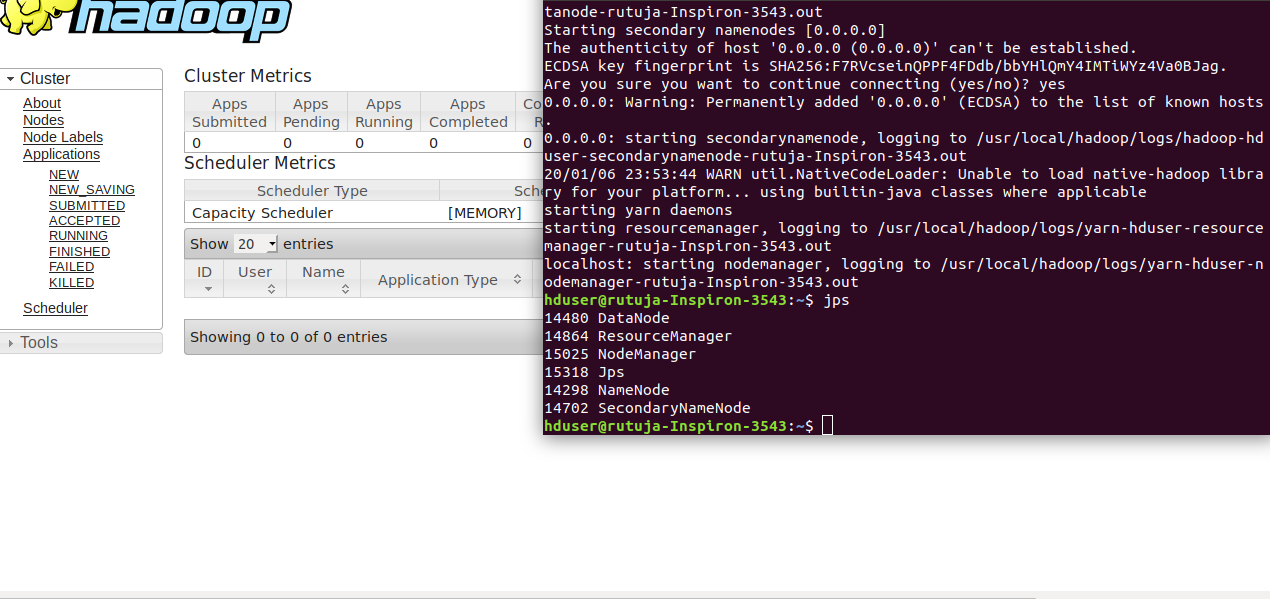 hadoop
Cluster
About
Nodes
Node Labels
Applications
NEW
NEW_SAVING
SUBMITTED
ACCEPTED
RUNNING
FINISHED
FAILED
KILLED
Scheduler
Tools
Cluster Metrics
Apps Submitted
Apps Pending
Apps Running
Apps Completed
Co
R
0 0 0 0 0
Scheduler Metrics
Scheduler Type Sche
Capacity Scheduler [MEMORY]
Show 20 entries
ID User Name Application Type
Showing 0 to 0 of 0 entries
tanode-rutuja-Inspiron-3543.out
Starting secondary namenodes [0.0.0.0]
The authenticity of host '0.0.0.0 (0.0.0.0)' can't be established.
ECDSA key fingerprint is SHA256:F7RVcseinQPPF4FDdb/bbYHlQmY4IMTiWYz4Va0BJag.
Are you sure you want to continue connecting (yes/no)? yes
0.0.0.0: Warning: Permanently added '0.0.0.0' (ECDSA) to the list of known hosts
.
0.0.0.0: starting secondarynamenode, logging to /usr/local/hadoop/logs/hadoop-hd
user-secondarynamenode-rutuja-Inspiron-3543.out
20/01/06 23:53:44 WARN util.NativeCodeLoader: Unable to load native-hadoop libra
ry for your platform... using builtin-java classes where applicable
starting yarn daemons
starting resourcemanager, logging to /usr/local/hadoop/logs/yarn-hduser-resource
manager-rutuja-Inspiron-3543.out
localhost: starting nodemanager, logging to /usr/local/hadoop/logs/yarn-hduser-n
odemanager-rutuja-Inspiron-3543.out
hduser@rutuja-Inspiron-3543:~$ jps
14480 DataNode
14864 ResourceManager
15025 NodeManager
15318 Jps
14298 NameNode
14702 SecondaryNameNode
hduser@rutuja-Inspiron-3543:~$